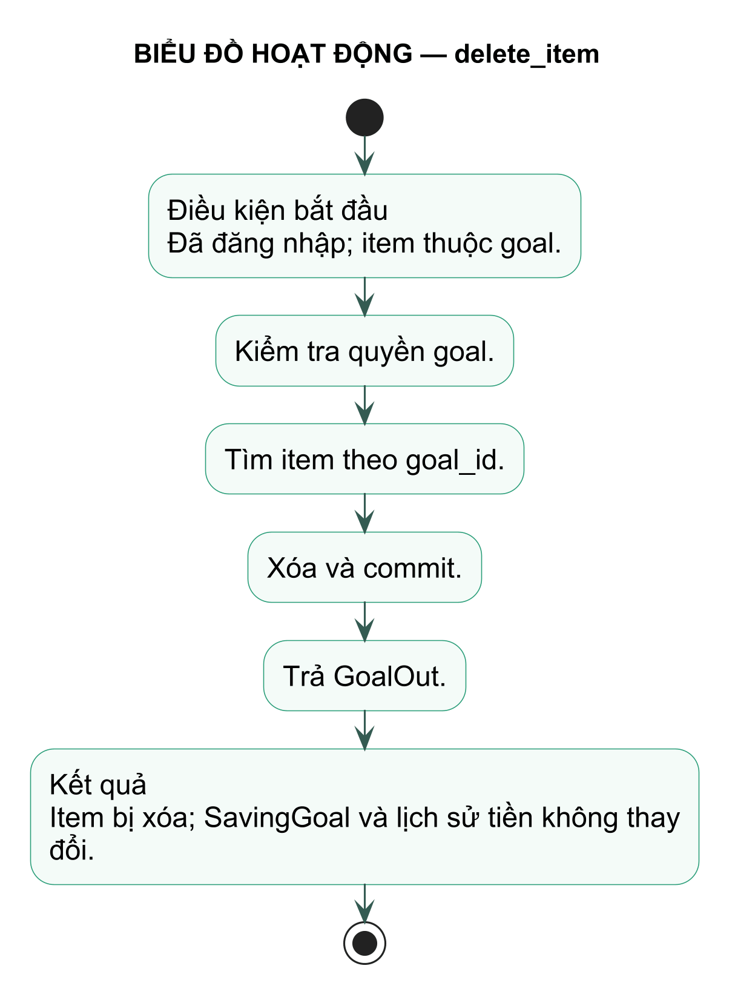 BIỂU ĐỒ HOẠT ĐỘNG — delete_item
Điều kiện bắt đầu
Đã đăng nhập; item thuộc goal.
Kiểm tra quyền goal.
Tìm item theo goal_id.
Xóa và commit.
Trả GoalOut.
Kết quả
Item bị xóa; SavingGoal và lịch sử tiền không thay
đổi.